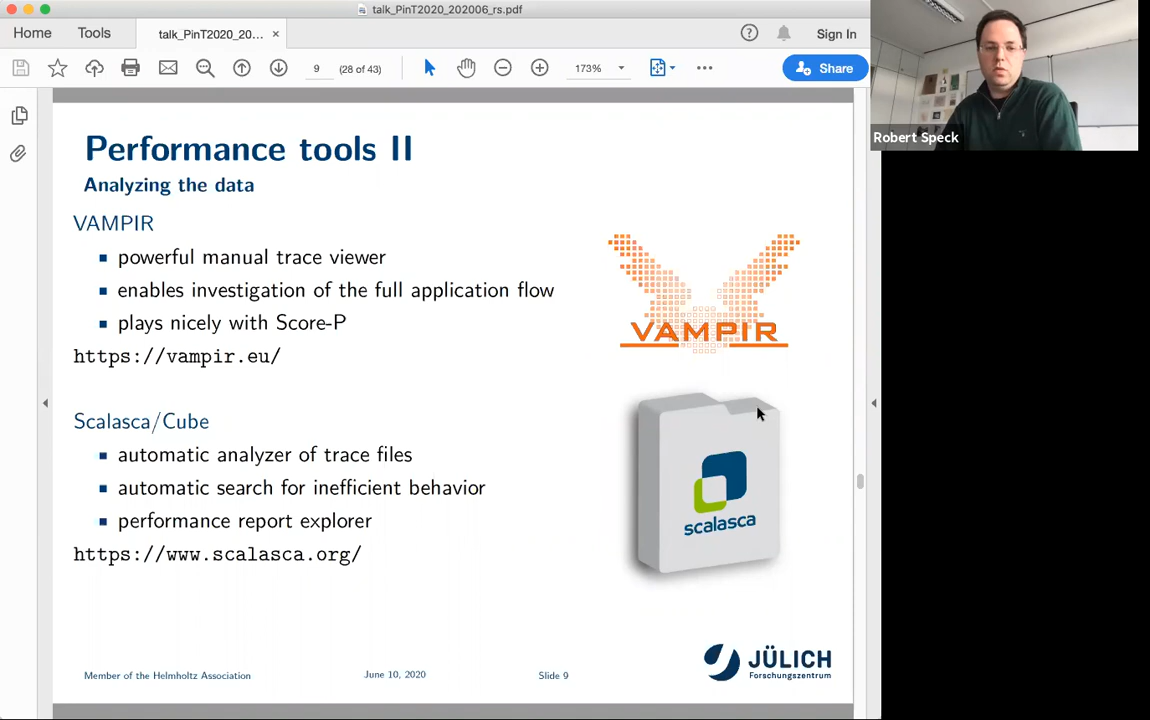 talk_PinT2020_202006_rs.pdf
Home
Tools
talk_PinT2020_20...
×
Sign In
9
(28 of 43)
173%
Share
Performance tools II
Analyzing the data
VAMPIR
powerful manual trace viewer
enables investigation of the full application flow
plays nicely with Score-P
https://vampir.eu/
VAMPIR
Scalasca/Cube
automatic analyzer of trace files
automatic search for inefficient behavior
performance report explorer
https://www.scalasca.org/
scalasca
Member of the Helmholtz Association
June 10, 2020
Slide 9
JÜLICH
Forschungszentrum
Robert Speck